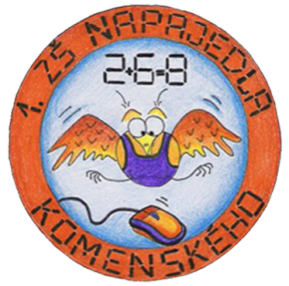 1. ZŠ NAPAJEDLA
2+6=8
KOMENSKÉHO